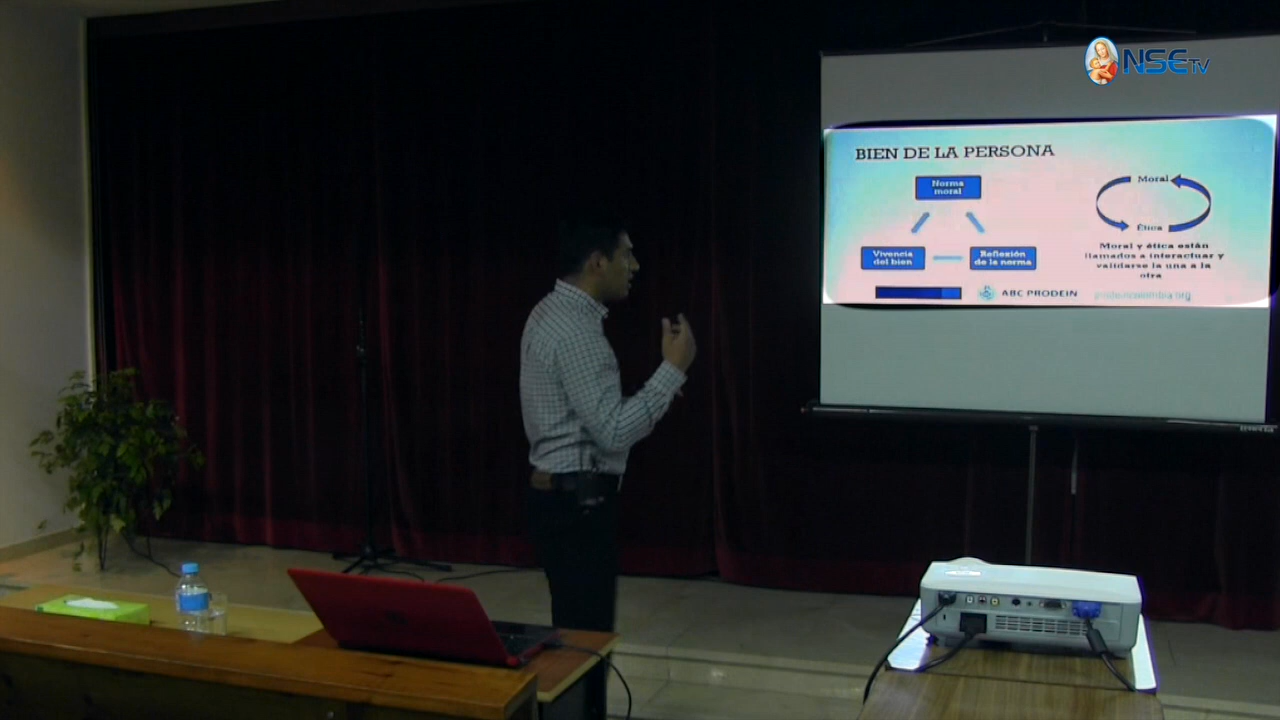 NSETV
BIEN DE LA PERSONA
Norma
moral
Vivencia
del bien
Reflexión
de la norma
Moral
Ética
Moral y ética están
llamados a interactuar y
validarse la una a la
otra
ABC PRODEIN